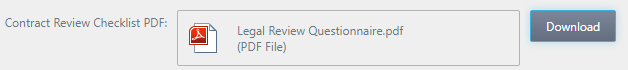 Contract Review Checklist PDF:
Legal Review Questionnaire.pdf
(PDF File)
Download